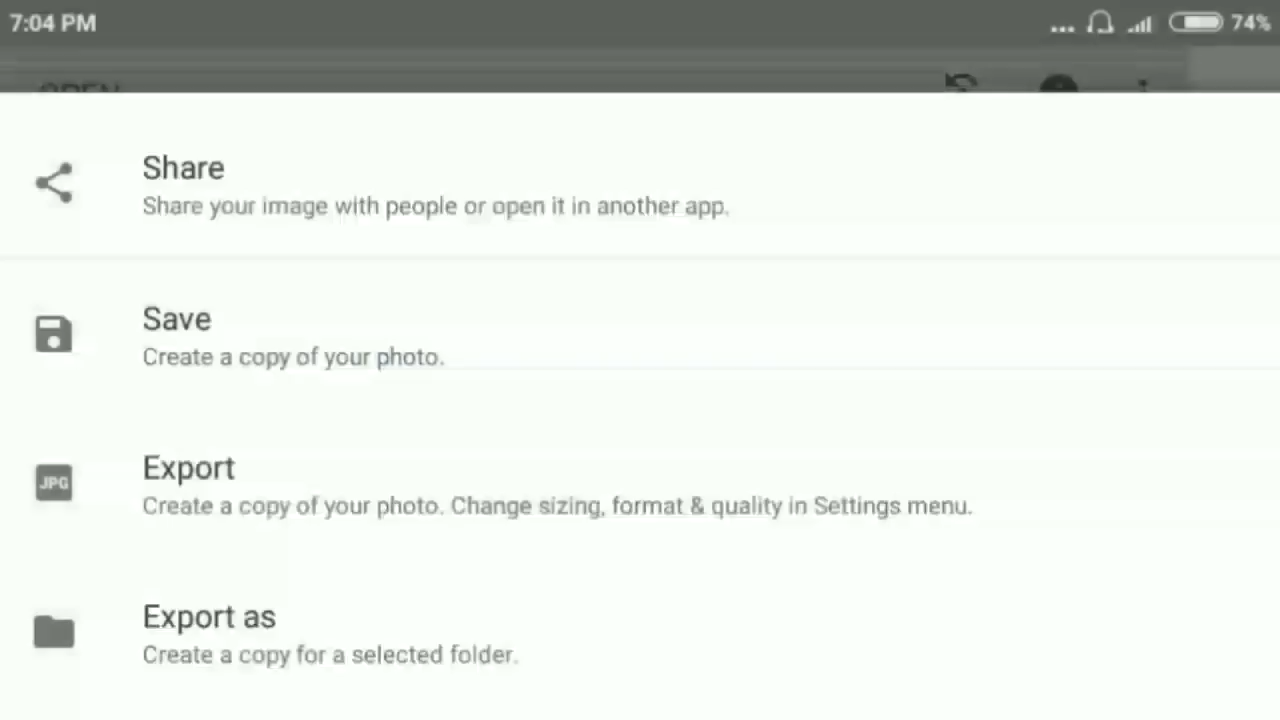 7:04 PM
74%
OPEN
Share
Share your image with people or open it in another app.
Save
Create a copy of your photo.
JPG
Export
Create a copy of your photo. Change sizing, format & quality in Settings menu.
Export as
Create a copy for a selected folder.